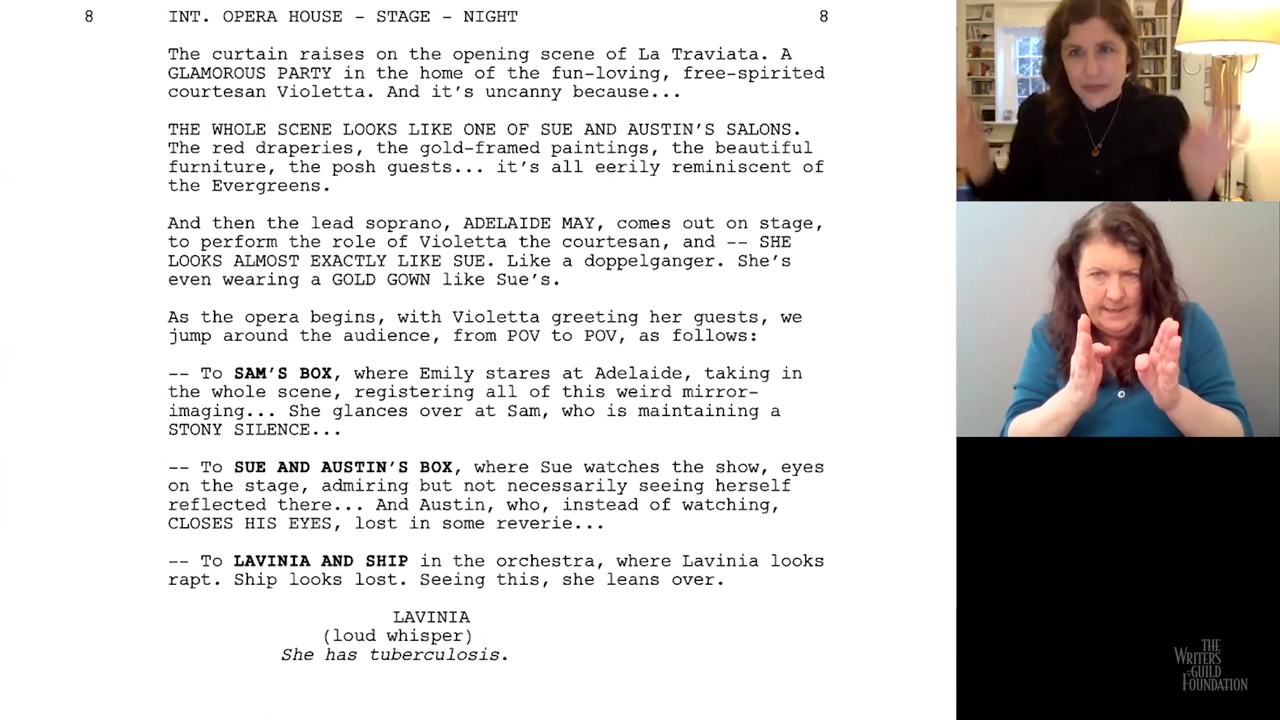 8 INT. OPERA HOUSE - STAGE - NIGHT 8
The curtain raises on the opening scene of La Traviata. A
GLAMOROUS PARTY in the home of the fun-loving, free-spirited
courtesan Violetta. And it's uncanny because...
THE WHOLE SCENE LOOKS LIKE ONE OF SUE AND AUSTIN'S SALONS.
The red draperies, the gold-framed paintings, the beautiful
furniture, the posh guests... it's all eerily reminiscent of
the Evergreens.
And then the lead soprano, ADELAIDE MAY, comes out on stage,
to perform the role of Violetta the courtesan, and -- SHE
LOOKS ALMOST EXACTLY LIKE SUE. Like a doppelganger. She's
even wearing a GOLD GOWN like Sue's.
As the opera begins, with Violetta greeting her guests, we
jump around the audience, from POV to POV, as follows:
-- To SAM'S BOX, where Emily stares at Adelaide, taking in
the whole scene, registering all of this weird mirror-
imaging... She glances over at Sam, who is maintaining a
STONY SILENCE...
-- To SUE AND AUSTIN'S BOX, where Sue watches the show, eyes
on the stage, admiring but not necessarily seeing herself
reflected there... And Austin, who, instead of watching,
CLOSES HIS EYES, lost in some reverie...
-- To LAVINIA AND SHIP in the orchestra, where Lavinia looks
rapt. Ship looks lost. Seeing this, she leans over.
LAVINIA
(loud whisper)
She has tuberculosis.
THE
WRITERS
GUILD
FOUNDATION